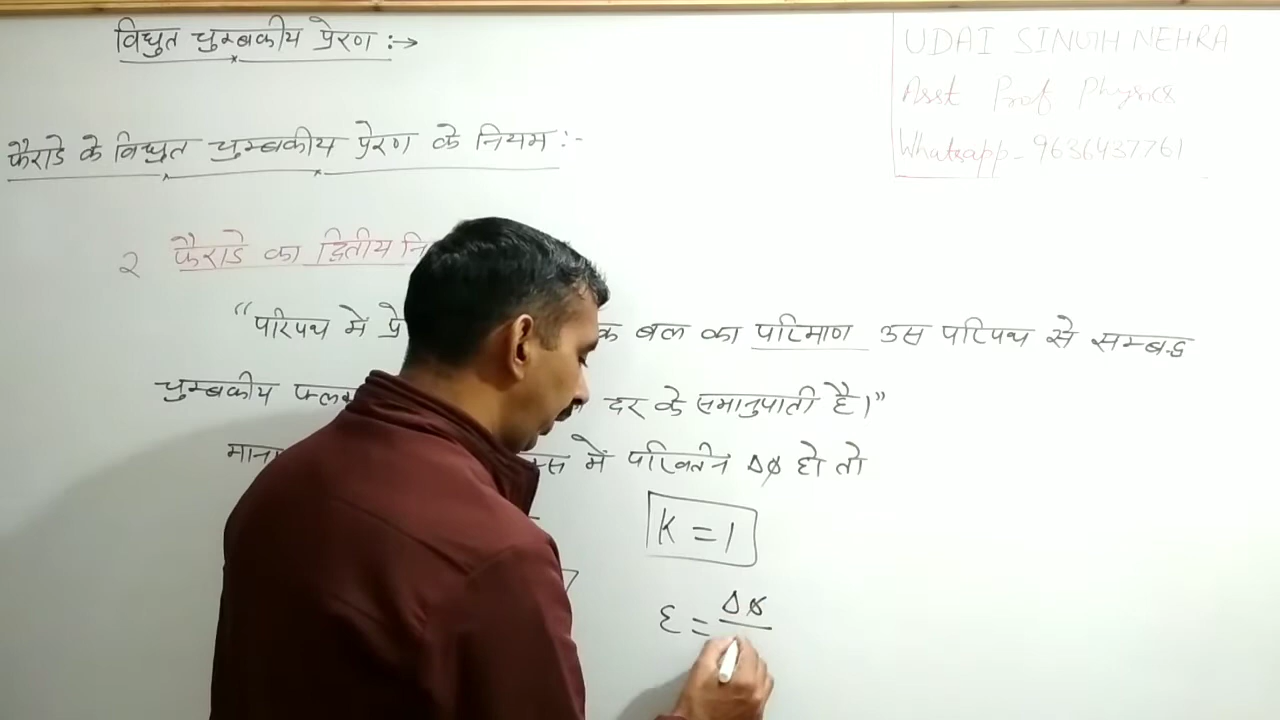 विद्युत चुम्बकीय प्रेरण :→
UDAI SINGH NEHRA
Asst Prof Physics
Whatsapp - 9636437761
फैराडे के विद्युत चुम्बकीय प्रेरण के नियम :-
२ फैराडे का द्वितीय नि
“परिपथ में प्रे क बल का परिमाण उस परिपथ से सम्बद्ध
चुम्बकीय फ्ल दर के समानुपाती है।”
माना क्स में परिवर्तन Δϕ हो तो
K = 1
ε = Δϕ